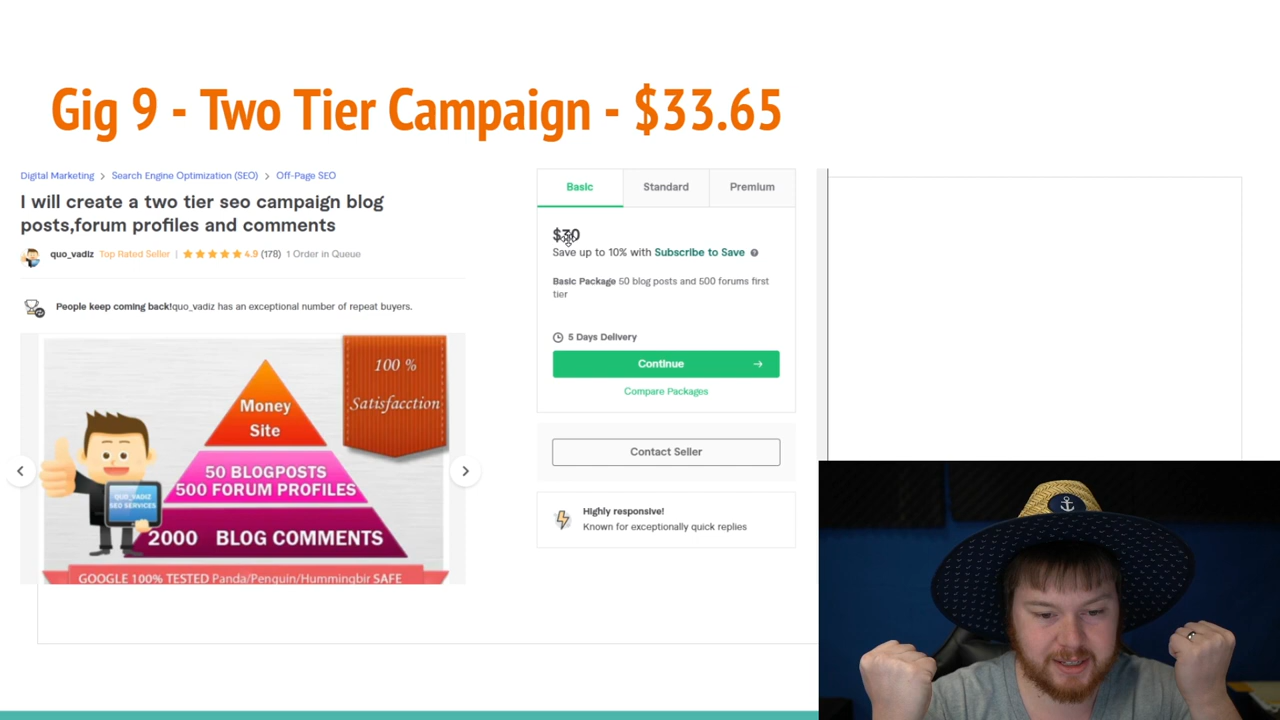 Gig 9 - Two Tier Campaign - $33.65
Digital Marketing > Search Engine Optimization (SEO) > Off-Page SEO
I will create a two tier seo campaign blog
posts,forum profiles and comments
quo_vadiz Top Rated Seller | 4.9 (178) 1 Order in Queue
People keep coming back!quo_vadiz has an exceptional number of repeat buyers.
100 %
Satisfacction
Money
Site
50 BLOGPOSTS
500 FORUM PROFILES
QUO_VADIZ
SEO SERVICES
2000 BLOG COMMENTS
GOOGLE 100% TESTED Panda/Penguin/Hummingbir SAFE
Basic Standard Premium
$30
Save up to 10% with Subscribe to Save
Basic Package 50 blog posts and 500 forums first
tier
5 Days Delivery
Continue
Compare Packages
Contact Seller
Highly responsive!
Known for exceptionally quick replies